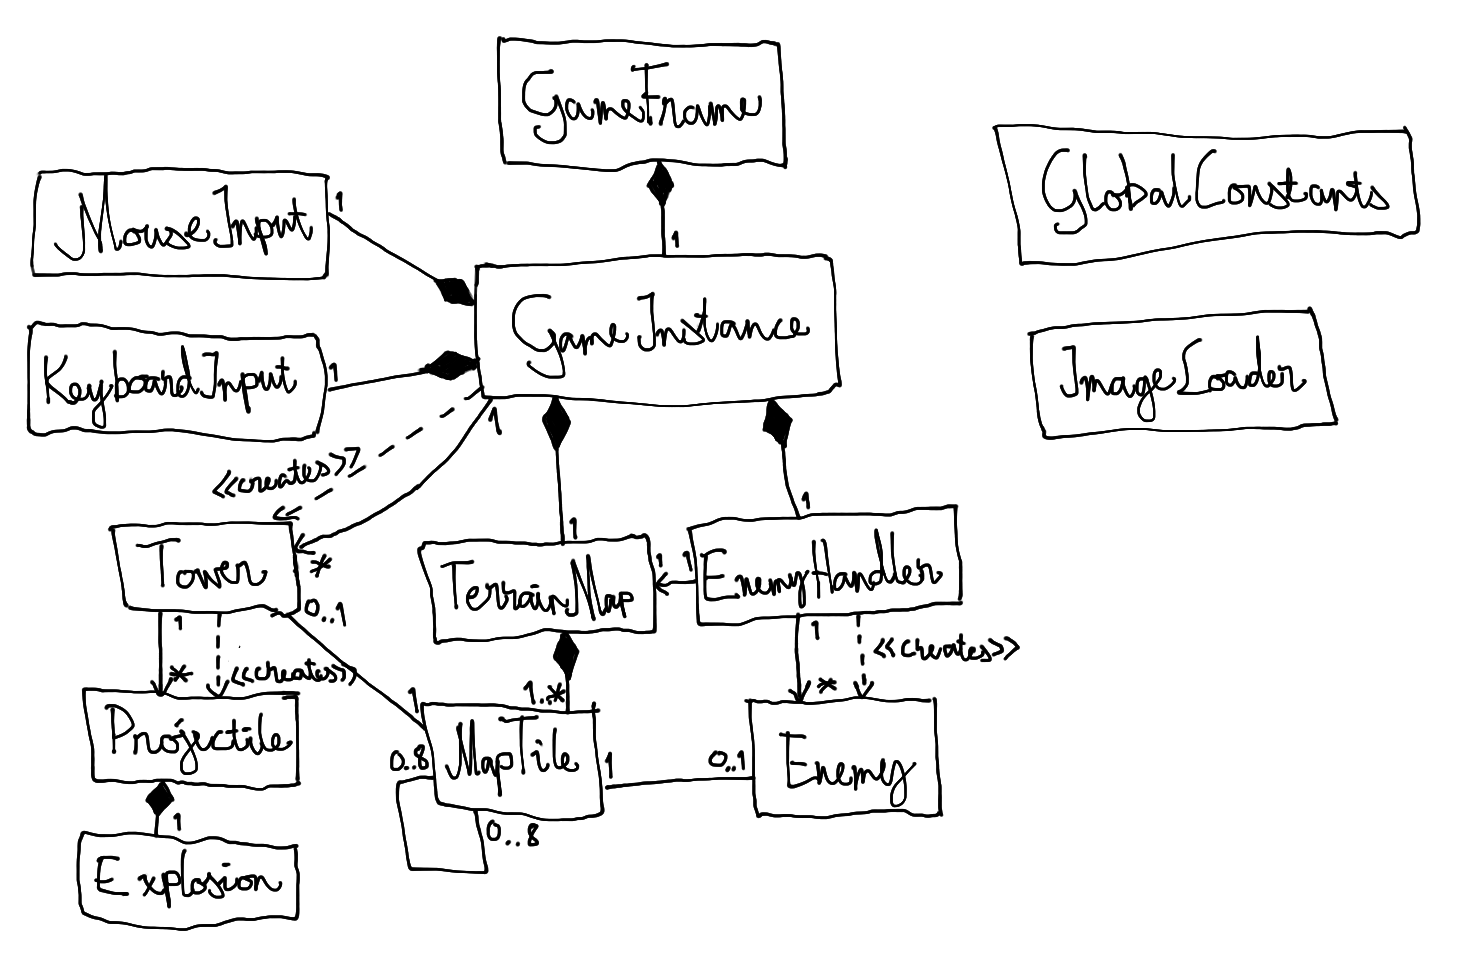 GameFrame
GlobalConstants
MouseInput
1
1
GameInstance
ImageLoader
KeyboardInput
1
1
<<creates>>
1
1
Tower
*
TerrainMap
1
1
EnemyHandler
0..1
1
1
<<creates>>
*
<<creates>>
*
1
1..*
Projectile
0..8
MapTile
1
0..1
Enemy
1
0..8
Explosion